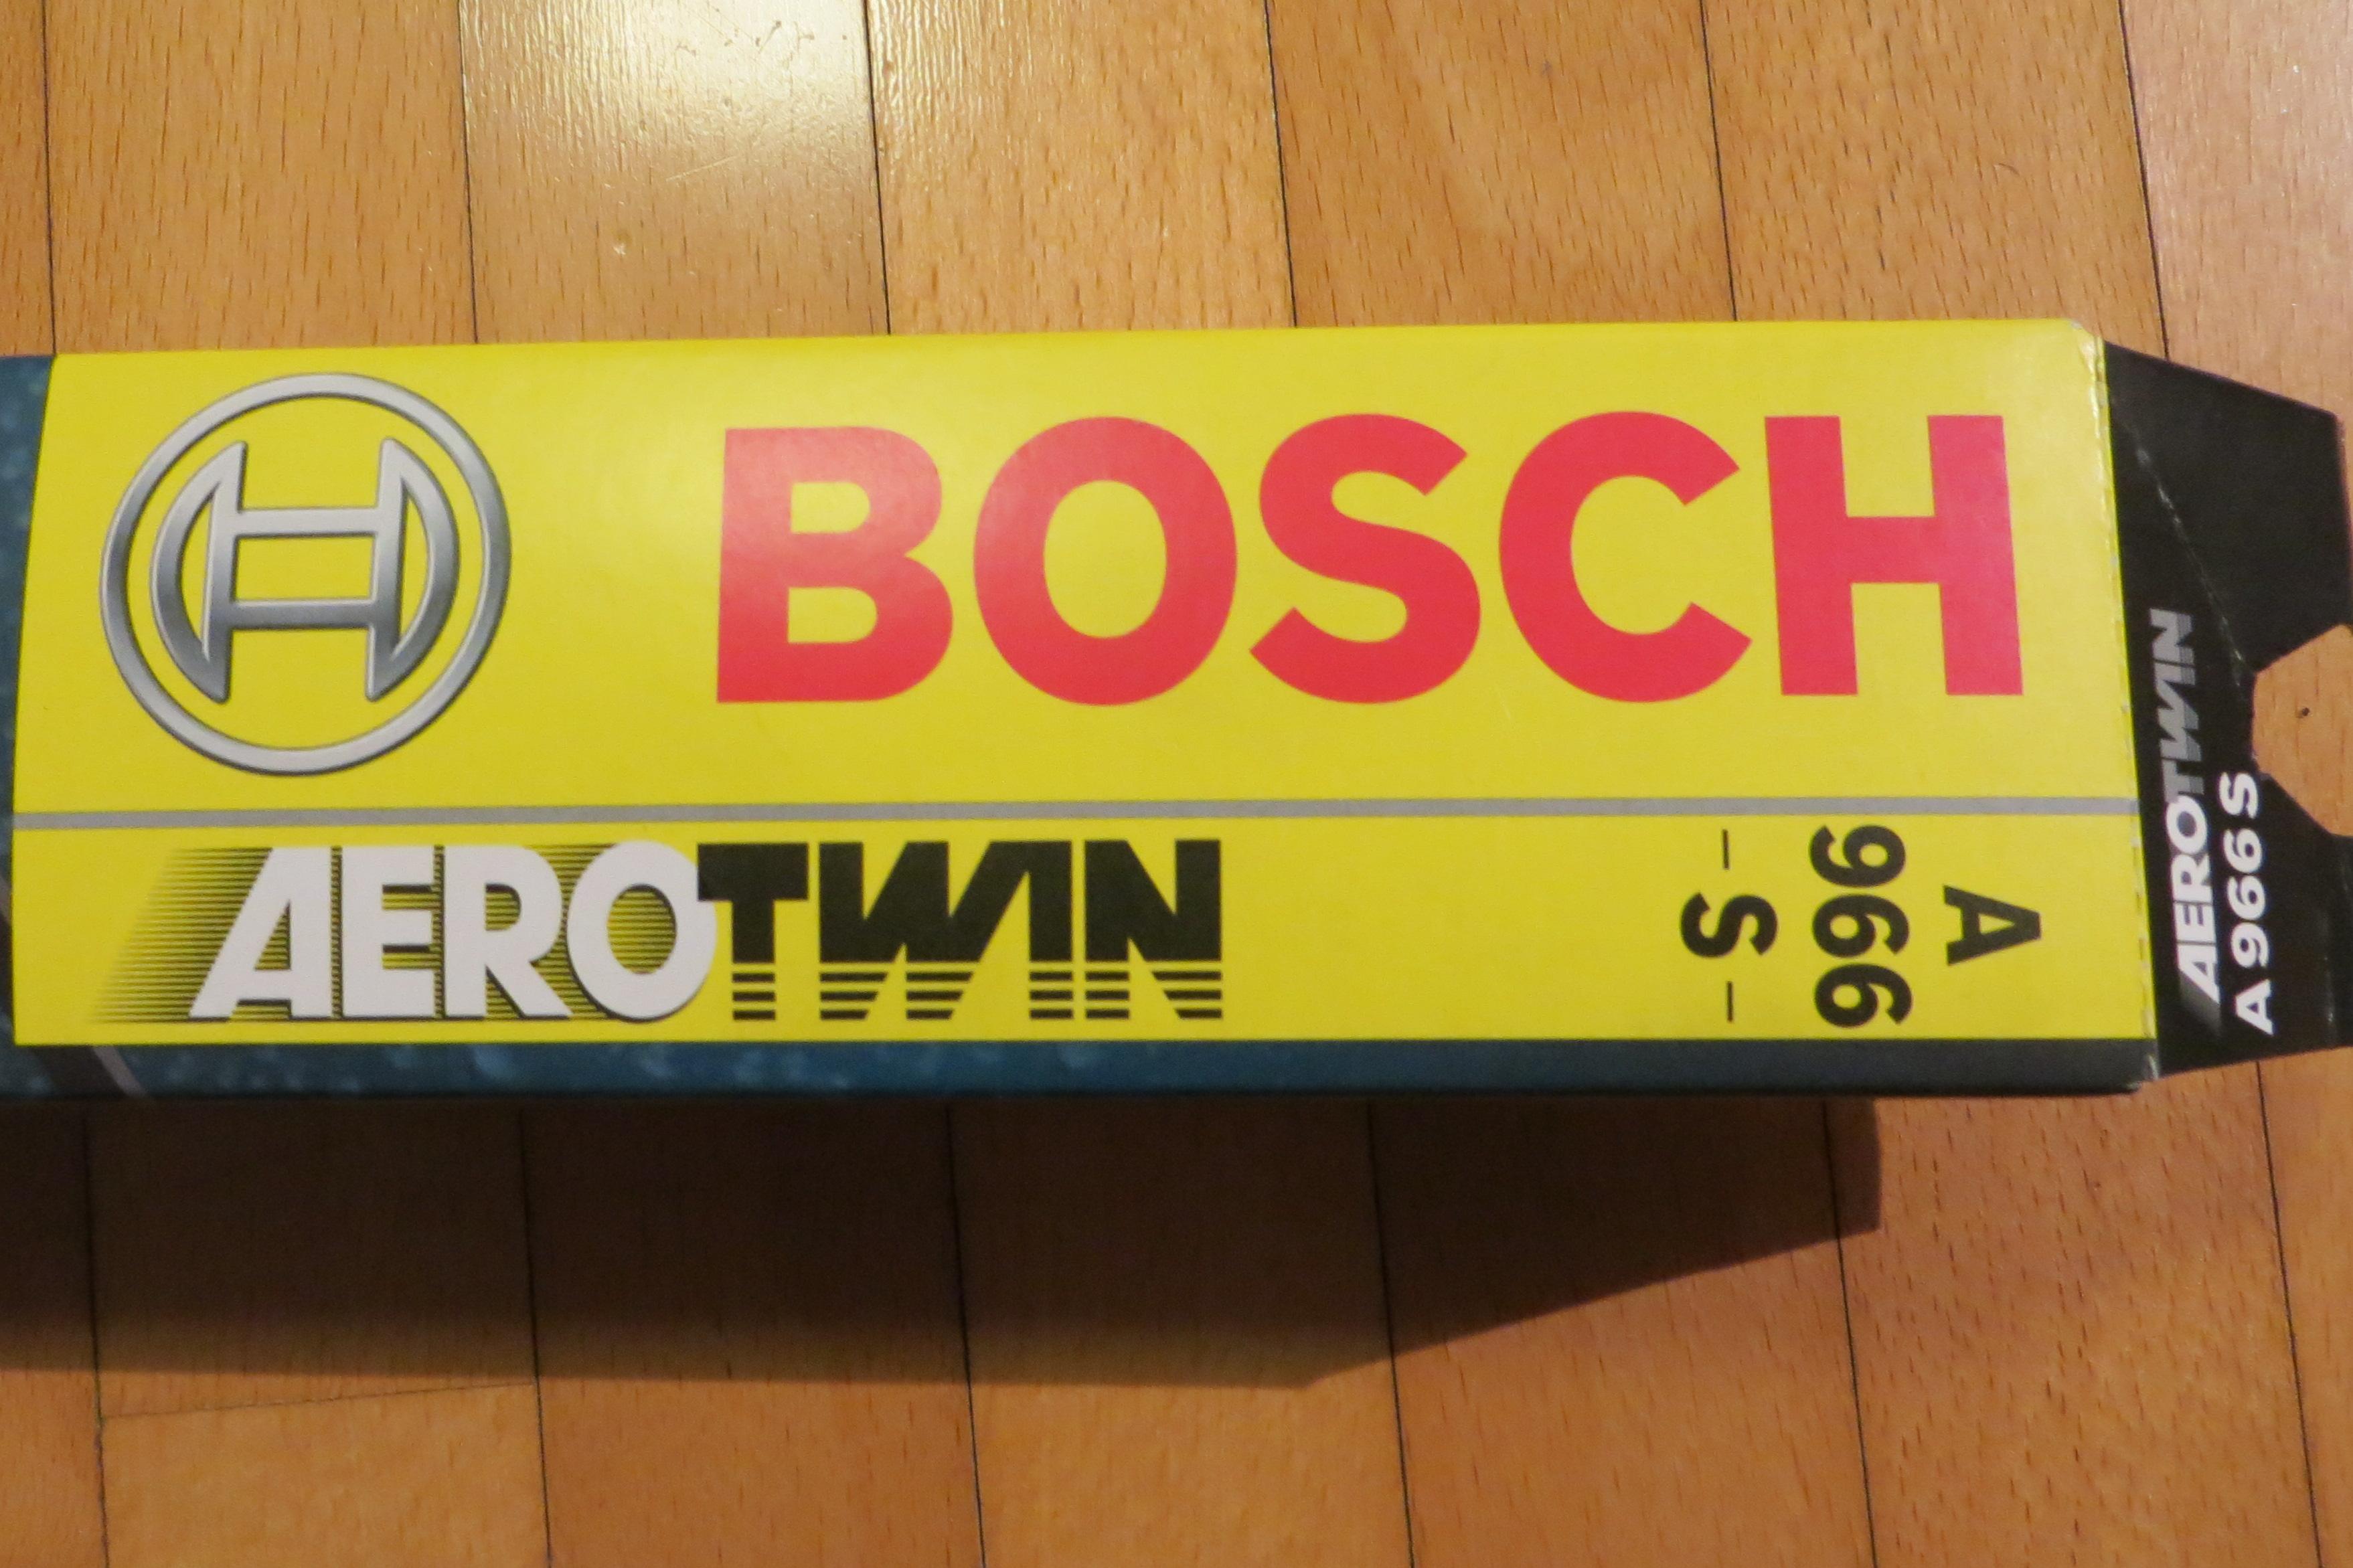 BOSCH
AEROTWIN
A
966
– S –
AEROTWIN
A 966 S